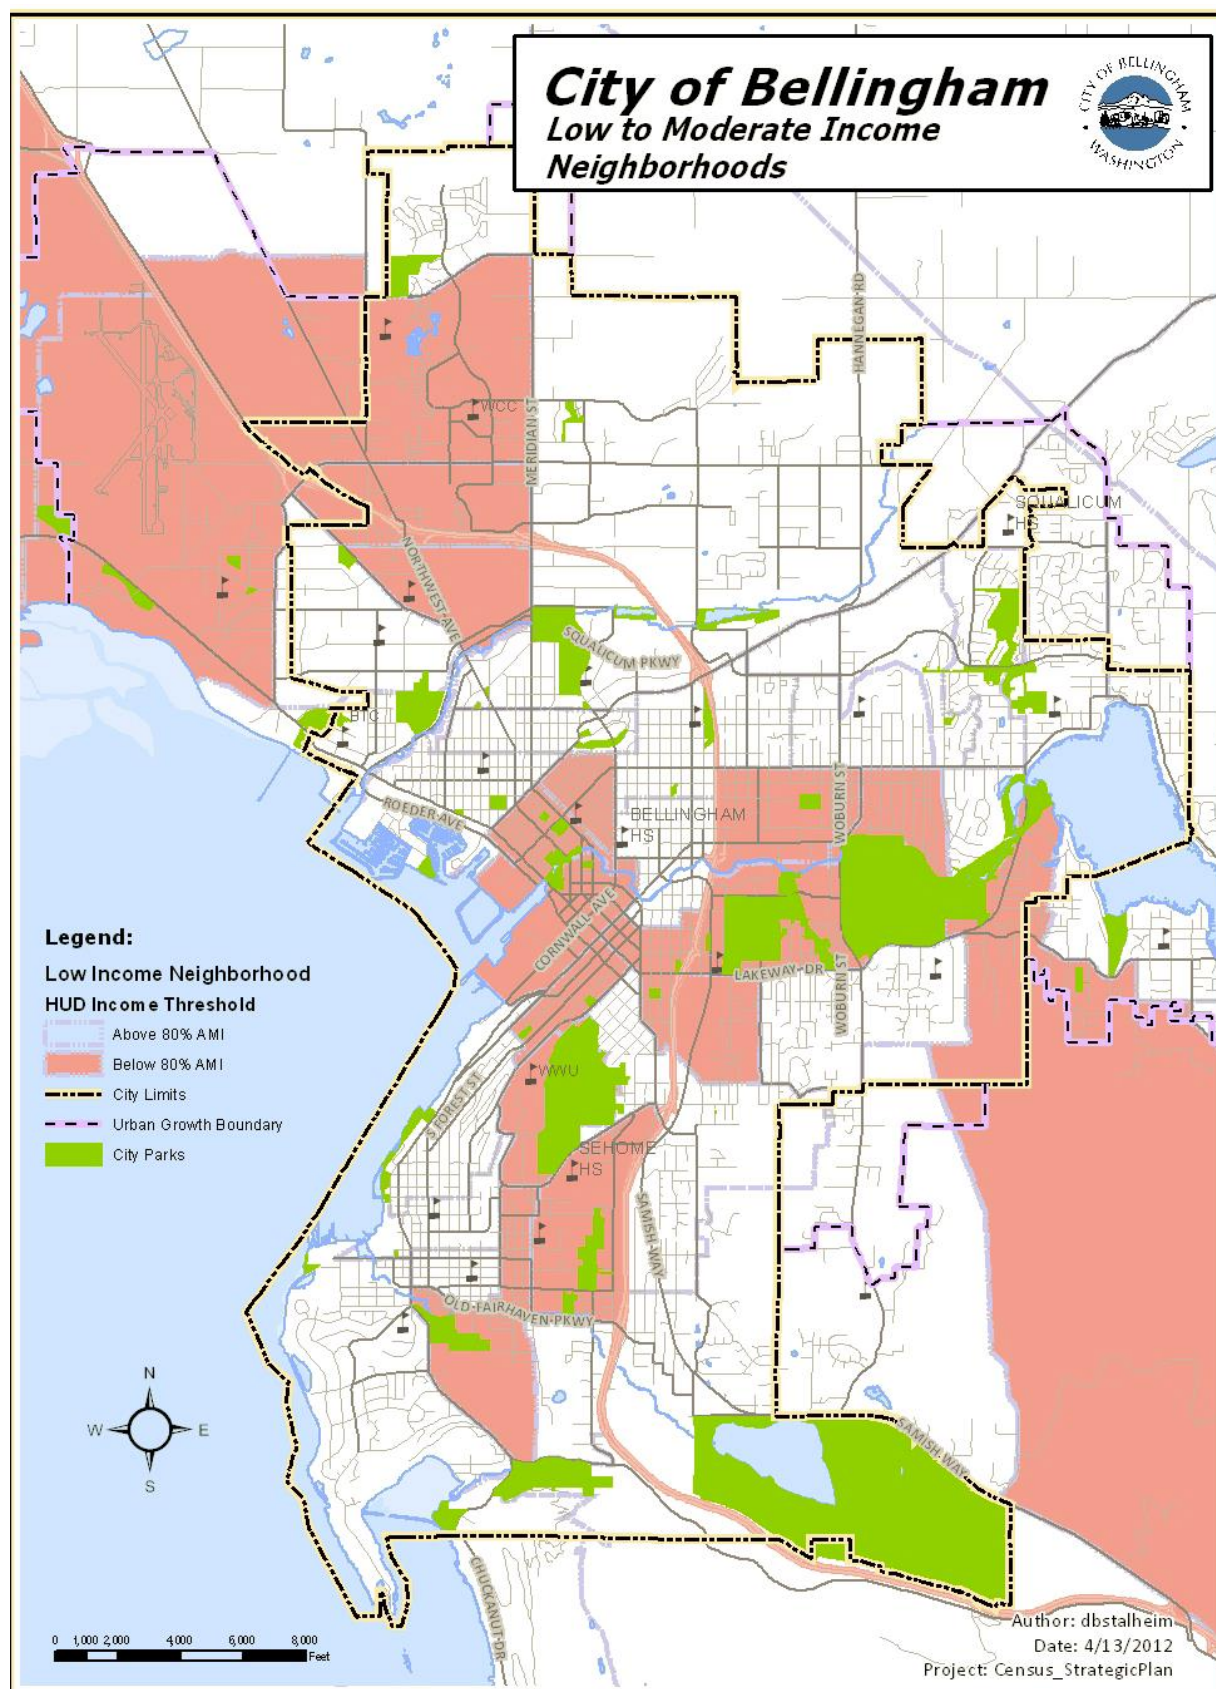 City of Bellingham
Low to Moderate Income
Neighborhoods
CITY OF BELLINGHAM
WASHINGTON
HANNEGAN RD
WCC
MERIDIAN ST
SQUALICUM
HS
NORTHWEST AVE
SQUALICUM PKWY
BTC
ROEDER AVE
BELLINGHAM
HS
WOBURN ST
CORNWALL AVE
LAKEWAY DR
WOBURN ST
Legend:
Low Income Neighborhood
HUD Income Threshold
Above 80% AMI
Below 80% AMI
City Limits
Urban Growth Boundary
City Parks
WWU
S FOREST ST
SEHOME
HS
SAMISH WAY
OLD FAIRHAVEN PKWY
N
W E
S
SAMISH WAY
CHUCKANUT DR
0 1,000 2,000 4,000 6,000 8,000
Feet
Author: dbstalheim
Date: 4/13/2012
Project: Census_StrategicPlan